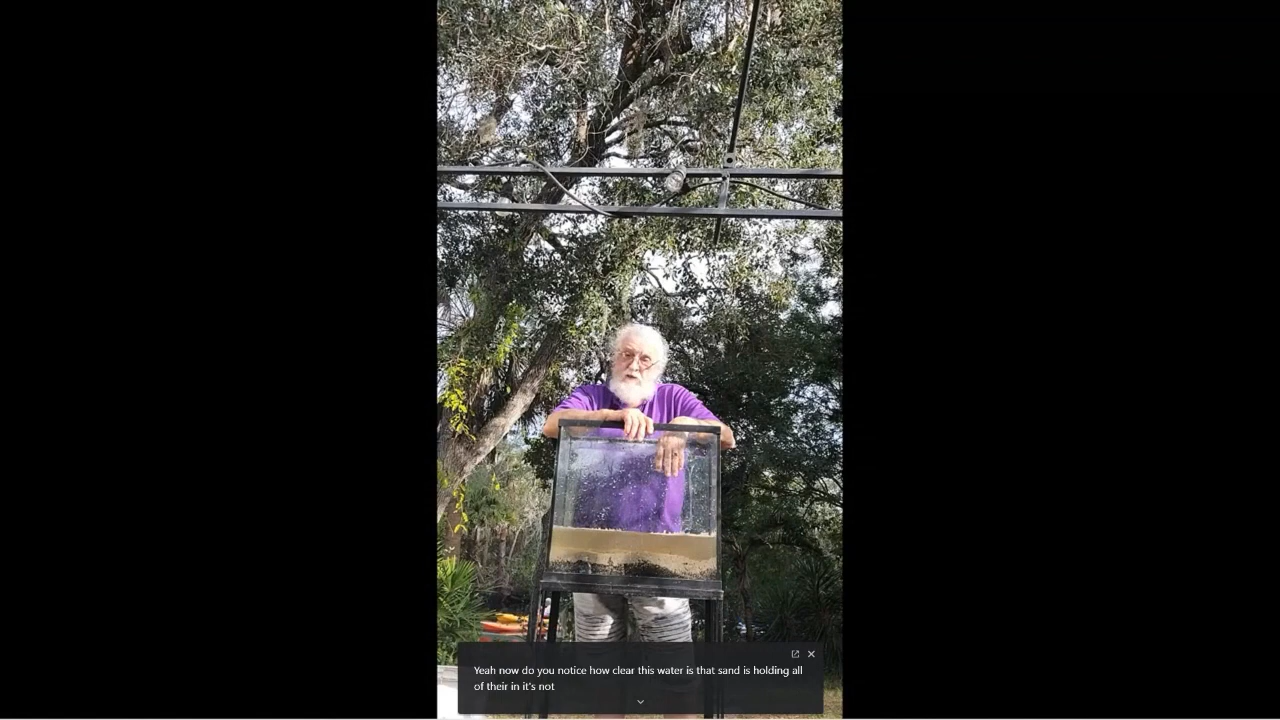 Yeah now do you notice how clear this water is that sand is holding all
of their in it's not